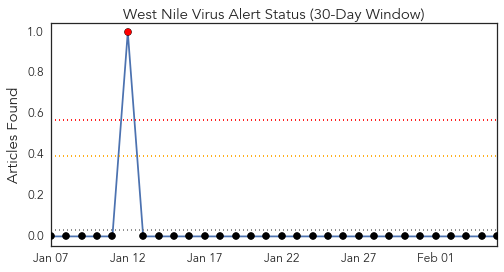 West Nile Virus Alert Status (30-Day Window)
Articles Found
1.0
0.8
0.6
0.4
0.2
0.0
Jan 07 Jan 12 Jan 17 Jan 22 Jan 27 Feb 01